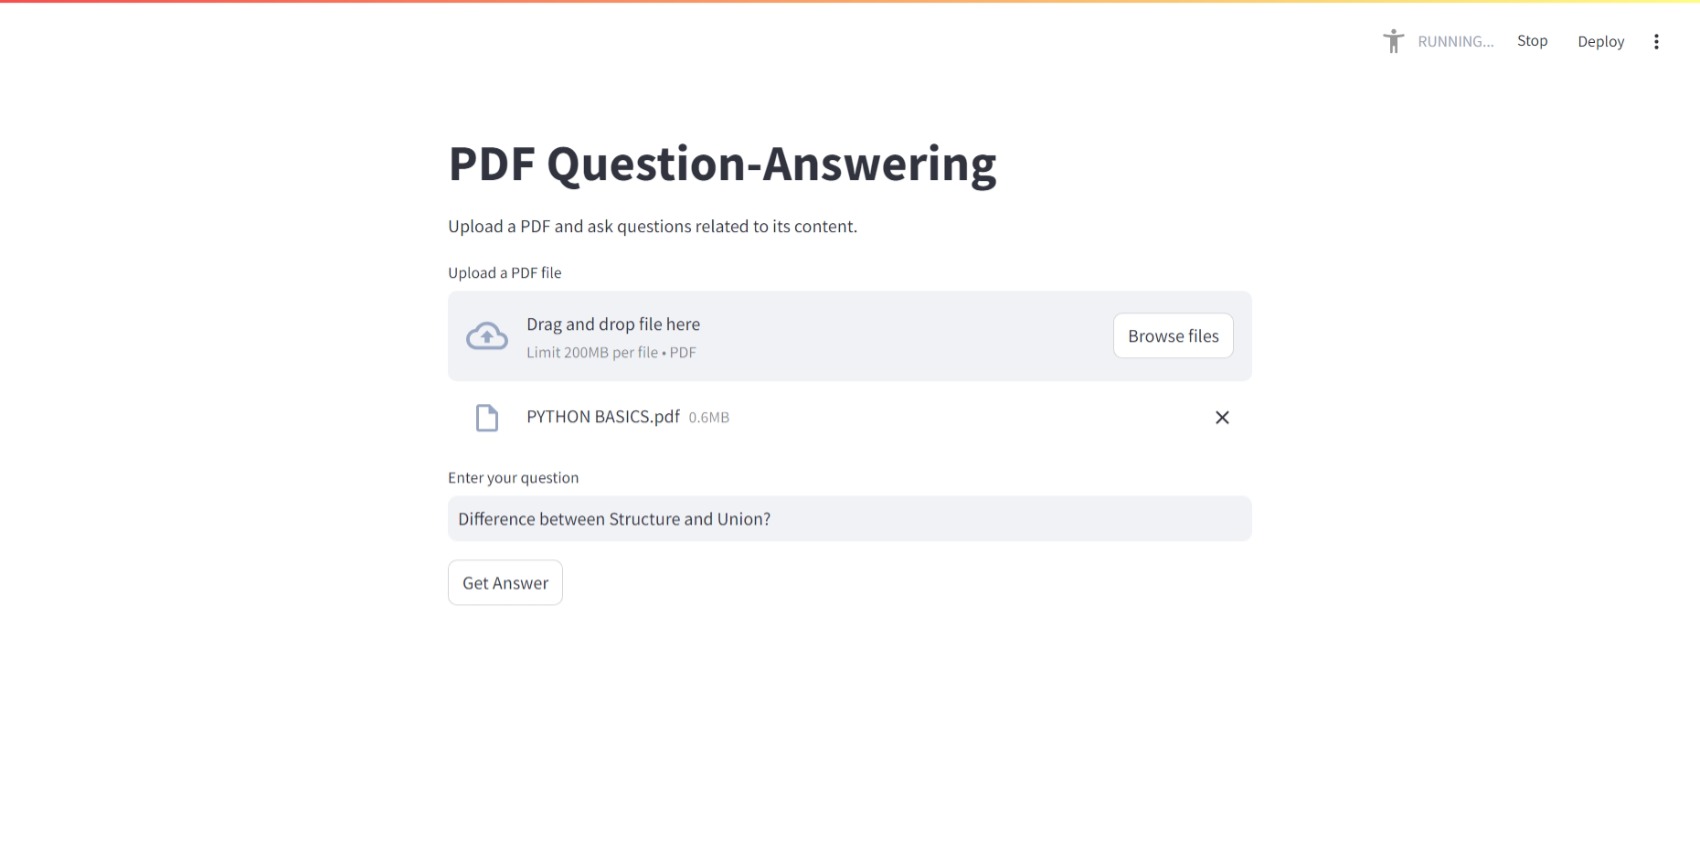 RUNNING... Stop Deploy
PDF Question-Answering
Upload a PDF and ask questions related to its content.
Upload a PDF file
Drag and drop file here
Limit 200MB per file • PDF
Browse files
PYTHON BASICS.pdf 0.6MB
Enter your question
Difference between Structure and Union?
Get Answer